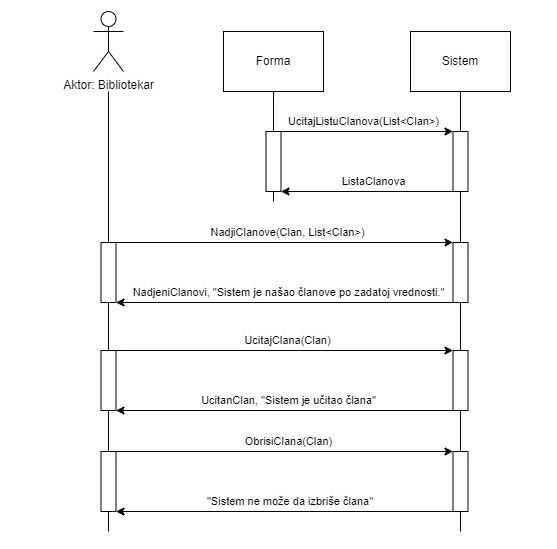 Forma
Sistem
Aktor: Bibliotekar
UcitajListuClanova(List<Clan>)
ListaClanova
NadjiClanove(Clan, List<Clan>)
NadjeniClanovi, "Sistem je našao članove po zadatoj vrednosti."
UcitajClana(Clan)
UcitanClan, "Sistem je učitao člana"
ObrisiClana(Clan)
"Sistem ne može da izbriše člana"